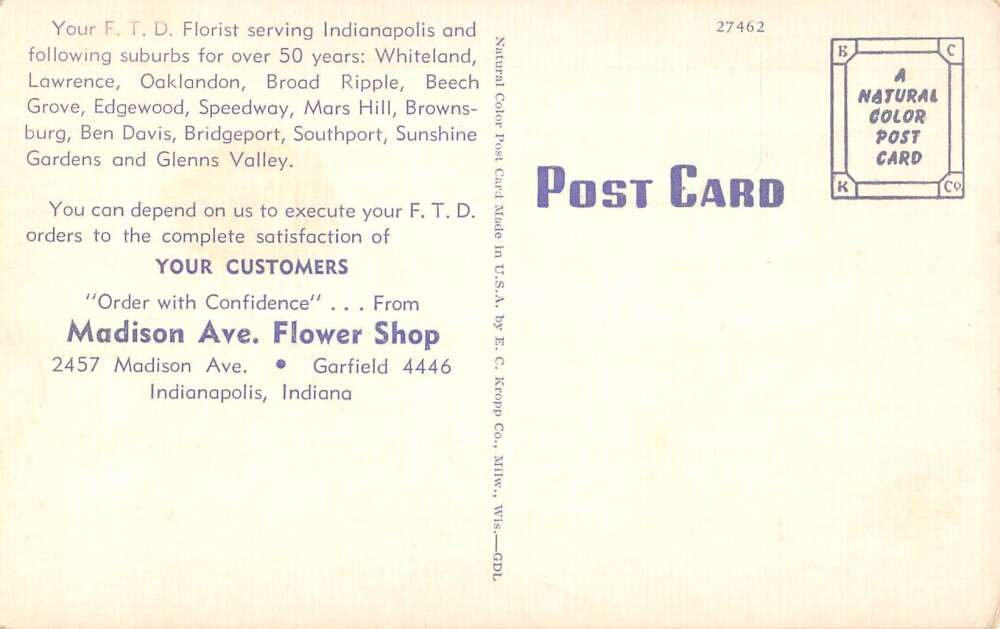 Your F. T. D. Florist serving Indianapolis and
following suburbs for over 50 years: Whiteland,
Lawrence, Oaklandon, Broad Ripple, Beech
Grove, Edgewood, Speedway, Mars Hill, Browns-
burg, Ben Davis, Bridgeport, Southport, Sunshine
Gardens and Glenns Valley.
You can depend on us to execute your F. T. D.
orders to the complete satisfaction of
YOUR CUSTOMERS
"Order with Confidence" . . . From
Madison Ave. Flower Shop
2457 Madison Ave. • Garfield 4446
Indianapolis, Indiana
Natural Color Post Card Made in U.S.A. by E. C. Kropp Co., Milw., Wis.—GDL
27462
POST CARD
E C
A
NATURAL
COLOR
POST
CARD
K Co.